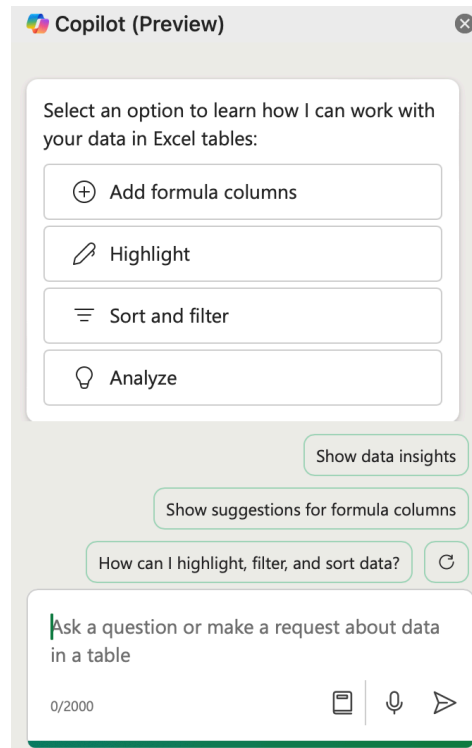 Copilot (Preview)
Select an option to learn how I can work with
your data in Excel tables:
Add formula columns
Highlight
Sort and filter
Analyze
Show data insights
Show suggestions for formula columns
How can I highlight, filter, and sort data?
Ask a question or make a request about data
in a table
0/2000